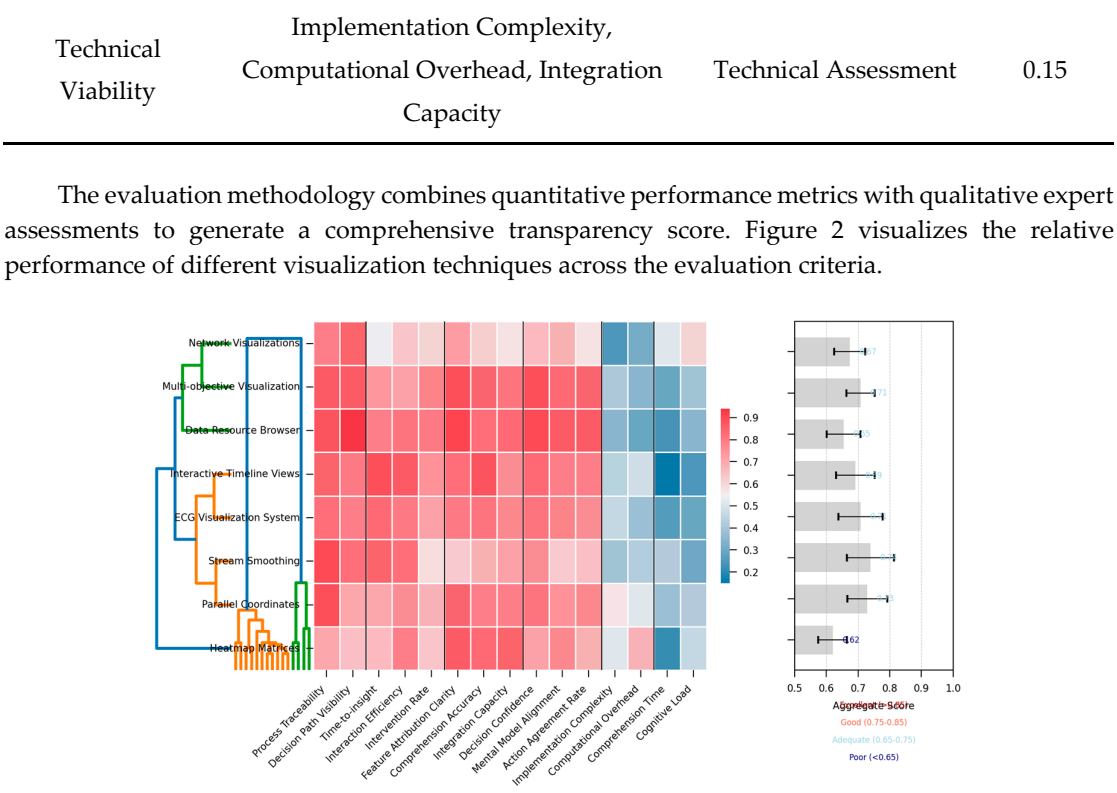 Technical Viability
Implementation Complexity, Computational Overhead, Integration Capacity
Technical Assessment
0.15
The evaluation methodology combines quantitative performance metrics with qualitative expert
assessments to generate a comprehensive transparency score. Figure 2 visualizes the relative
performance of different visualization techniques across the evaluation criteria.
Network Visualizations
Multi-objective Visualization
Data Resource Browser
Interactive Timeline Views
ECG Visualization System
Stream Smoothing
Parallel Coordinates
Heatmap Matrices
Process Traceability
Decision Path Visibility
Time-to-insight
Interaction Efficiency
Intervention Rate
Feature Attribution Clarity
Comprehension Accuracy
Integration Capacity
Decision Confidence
Mental Model Alignment
Action Agreement Rate
Implementation Complexity
Computational Overhead
Comprehension Time
Cognitive Load
0.9
0.8
0.7
0.6
0.5
0.4
0.3
0.2
0.5 0.6 0.7 0.8 0.9 1.0
Aggregate Score
Good (0.75-0.85)
Adequate (0.65-0.75)
Poor (<0.65)